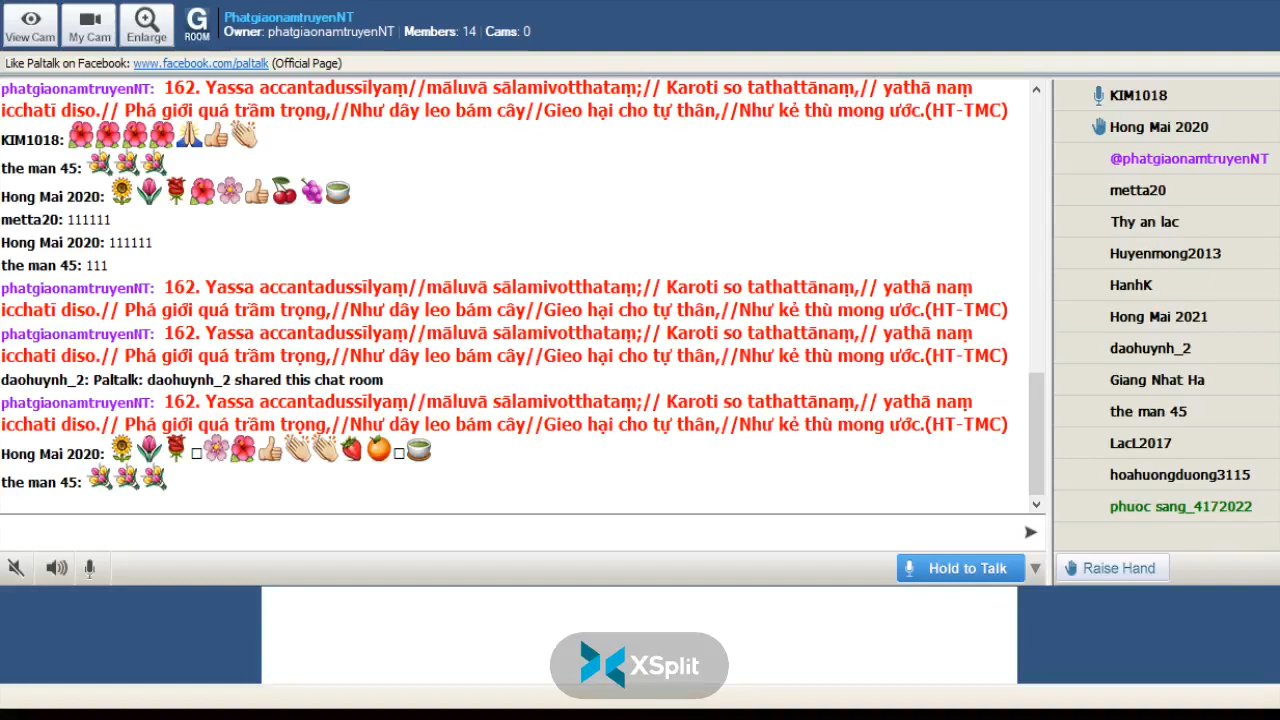 View Cam
My Cam
Enlarge
G
ROOM
PhatgiaonamtruyenNT
Owner: phatgiaonamtruyenNT | Members: 14 | Cams: 0
Like Paltalk on Facebook: www.facebook.com/paltalk (Official Page)
phatgiaonamtruyenNT: 162. Yassa accantadussīlyaṃ//māluvā sālamivotthataṃ;// Karoti so tathattānaṃ,// yathā naṃ
icchatī diso.// Phá giới quá trầm trọng,//Như dây leo bám cây//Gieo hại cho tự thân,//Như kẻ thù mong ước.(HT-TMC)
KIM1018: 🌺🌺🌺🌺🙏👍👏
the man 45: 💐💐💐
Hong Mai 2020: 🌻🌷🌹🌺🌸👍🍒🍇🍵
metta20: 111111
Hong Mai 2020: 111111
the man 45: 111
phatgiaonamtruyenNT: 162. Yassa accantadussīlyaṃ//māluvā sālamivotthataṃ;// Karoti so tathattānaṃ,// yathā naṃ
icchatī diso.// Phá giới quá trầm trọng,//Như dây leo bám cây//Gieo hại cho tự thân,//Như kẻ thù mong ước.(HT-TMC)
phatgiaonamtruyenNT: 162. Yassa accantadussīlyaṃ//māluvā sālamivotthataṃ;// Karoti so tathattānaṃ,// yathā naṃ
icchatī diso.// Phá giới quá trầm trọng,//Như dây leo bám cây//Gieo hại cho tự thân,//Như kẻ thù mong ước.(HT-TMC)
daohuynh_2: Paltalk: daohuynh_2 shared this chat room
phatgiaonamtruyenNT: 162. Yassa accantadussīlyaṃ//māluvā sālamivotthataṃ;// Karoti so tathattānaṃ,// yathā naṃ
icchatī diso.// Phá giới quá trầm trọng,//Như dây leo bám cây//Gieo hại cho tự thân,//Như kẻ thù mong ước.(HT-TMC)
Hong Mai 2020: 🌻🌷🌹□🌸🌺👍👏👏🍓🍊□🍵
the man 45: 💐💐💐
Hold to Talk
KIM1018
Hong Mai 2020
@phatgiaonamtruyenNT
metta20
Thy an lac
Huyenmong2013
HanhK
Hong Mai 2021
daohuynh_2
Giang Nhat Ha
the man 45
LacL2017
hoahuongduong3115
phuoc sang_4172022
Raise Hand
XSplit